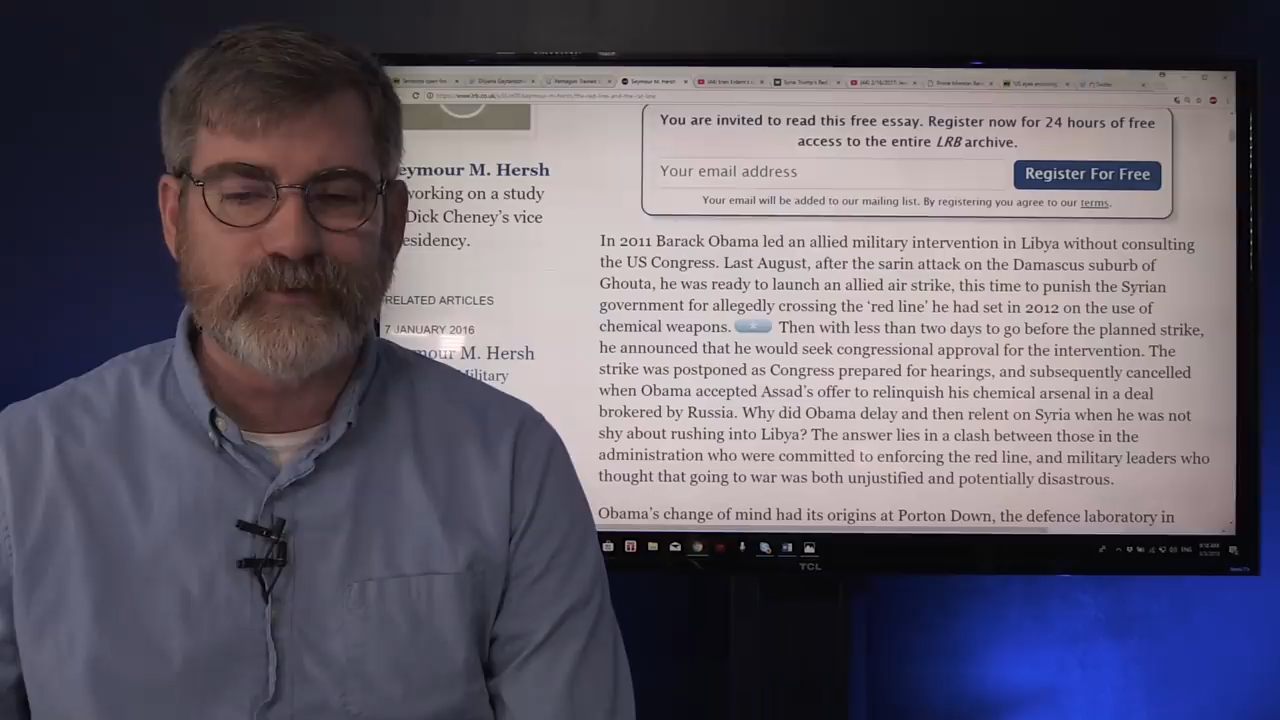 Seymour M. H.
https://www.lrb.co.uk/
eymour M. Hersh
working on a study
Dick Cheney's vice
esidency.
RELATED ARTICLES
7 JANUARY 2016
mour M. Hersh
Military
You are invited to read this free essay. Register now for 24 hours of free
access to the entire LRB archive.
Your email address
Register For Free
Your email will be added to our mailing list. By registering you agree to our terms.
In 2011 Barack Obama led an allied military intervention in Libya without consulting
the US Congress. Last August, after the sarin attack on the Damascus suburb of
Ghouta, he was ready to launch an allied air strike, this time to punish the Syrian
government for allegedly crossing the ‘red line’ he had set in 2012 on the use of
chemical weapons. * Then with less than two days to go before the planned strike,
he announced that he would seek congressional approval for the intervention. The
strike was postponed as Congress prepared for hearings, and subsequently cancelled
when Obama accepted Assad’s offer to relinquish his chemical arsenal in a deal
brokered by Russia. Why did Obama delay and then relent on Syria when he was not
shy about rushing into Libya? The answer lies in a clash between those in the
administration who were committed to enforcing the red line, and military leaders who
thought that going to war was both unjustified and potentially disastrous.
Obama’s change of mind had its origins at Porton Down, the defence laboratory in
ENG
TCL